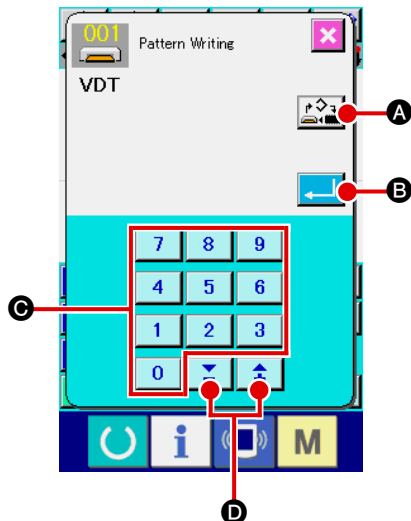 001
Pattern Writing
VDT
A
B
7 8 9
4 5 6
C
1 2 3
0
i M
D